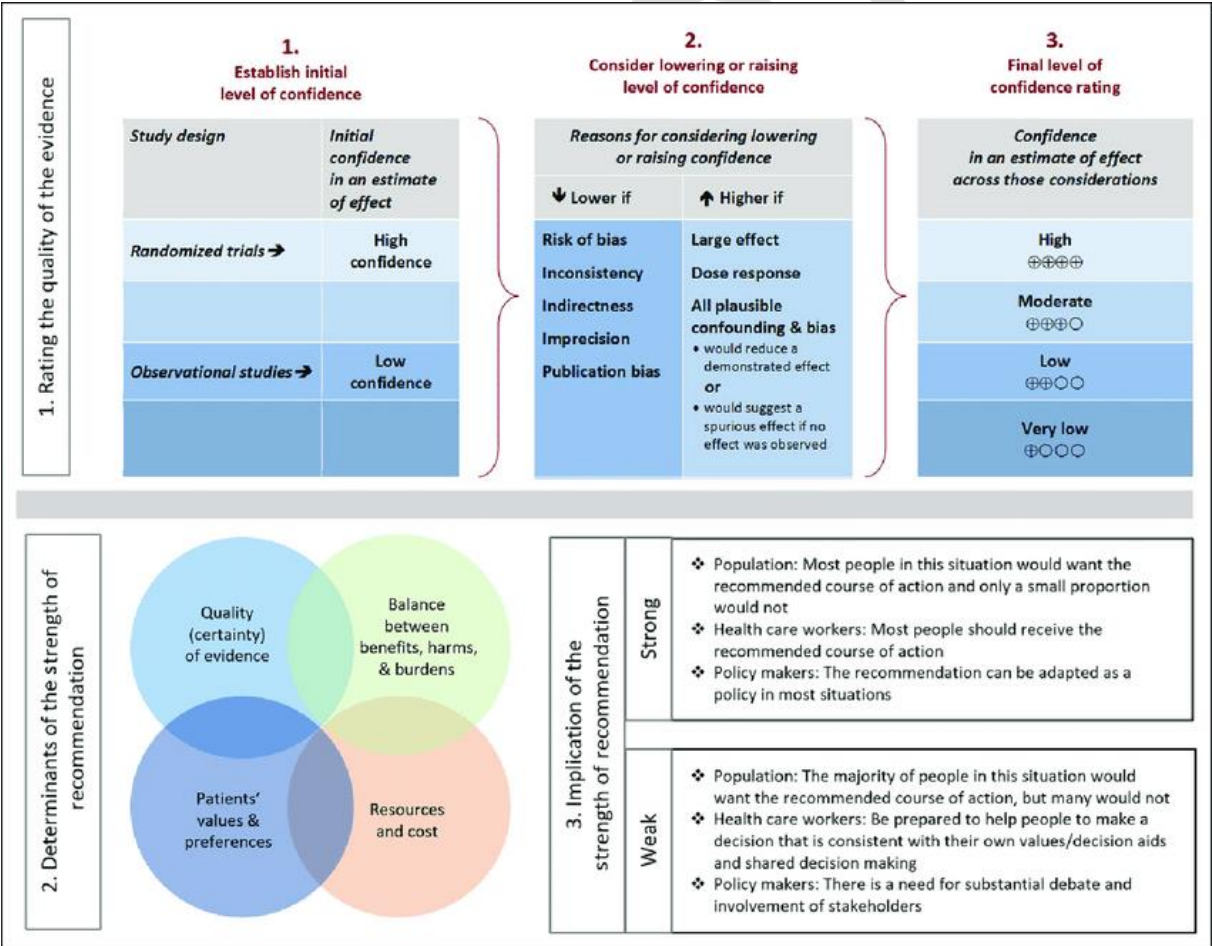 1. Rating the quality of the evidence
1.
Establish initial
level of confidence
Study design
Initial
confidence
in an estimate
of effect
Randomized trials ➔
High
confidence
Observational studies ➔
Low
confidence
2.
Consider lowering or raising
level of confidence
Reasons for considering lowering
or raising confidence
🡻 Lower if
🡹 Higher if
Risk of bias
Inconsistency
Indirectness
Imprecision
Publication bias
Large effect
Dose response
All plausible
confounding & bias
• would reduce a
demonstrated effect
or
• would suggest a
spurious effect if no
effect was observed
3.
Final level of
confidence rating
Confidence
in an estimate of effect
across those considerations
High
⊕⊕⊕⊕
Moderate
⊕⊕⊕○
Low
⊕⊕○○
Very low
⊕○○○
2. Determinants of the strength of
recommendation
Quality
(certainty)
of evidence
Balance
between
benefits, harms,
& burdens
Patients'
values &
preferences
Resources
and cost
3. Implication of the
strength of recommendation
Strong
❖ Population: Most people in this situation would want the
recommended course of action and only a small proportion
would not
❖ Health care workers: Most people should receive the
recommended course of action
❖ Policy makers: The recommendation can be adapted as a
policy in most situations
Weak
❖ Population: The majority of people in this situation would
want the recommended course of action, but many would not
❖ Health care workers: Be prepared to help people to make a
decision that is consistent with their own values/decision aids
and shared decision making
❖ Policy makers: There is a need for substantial debate and
involvement of stakeholders